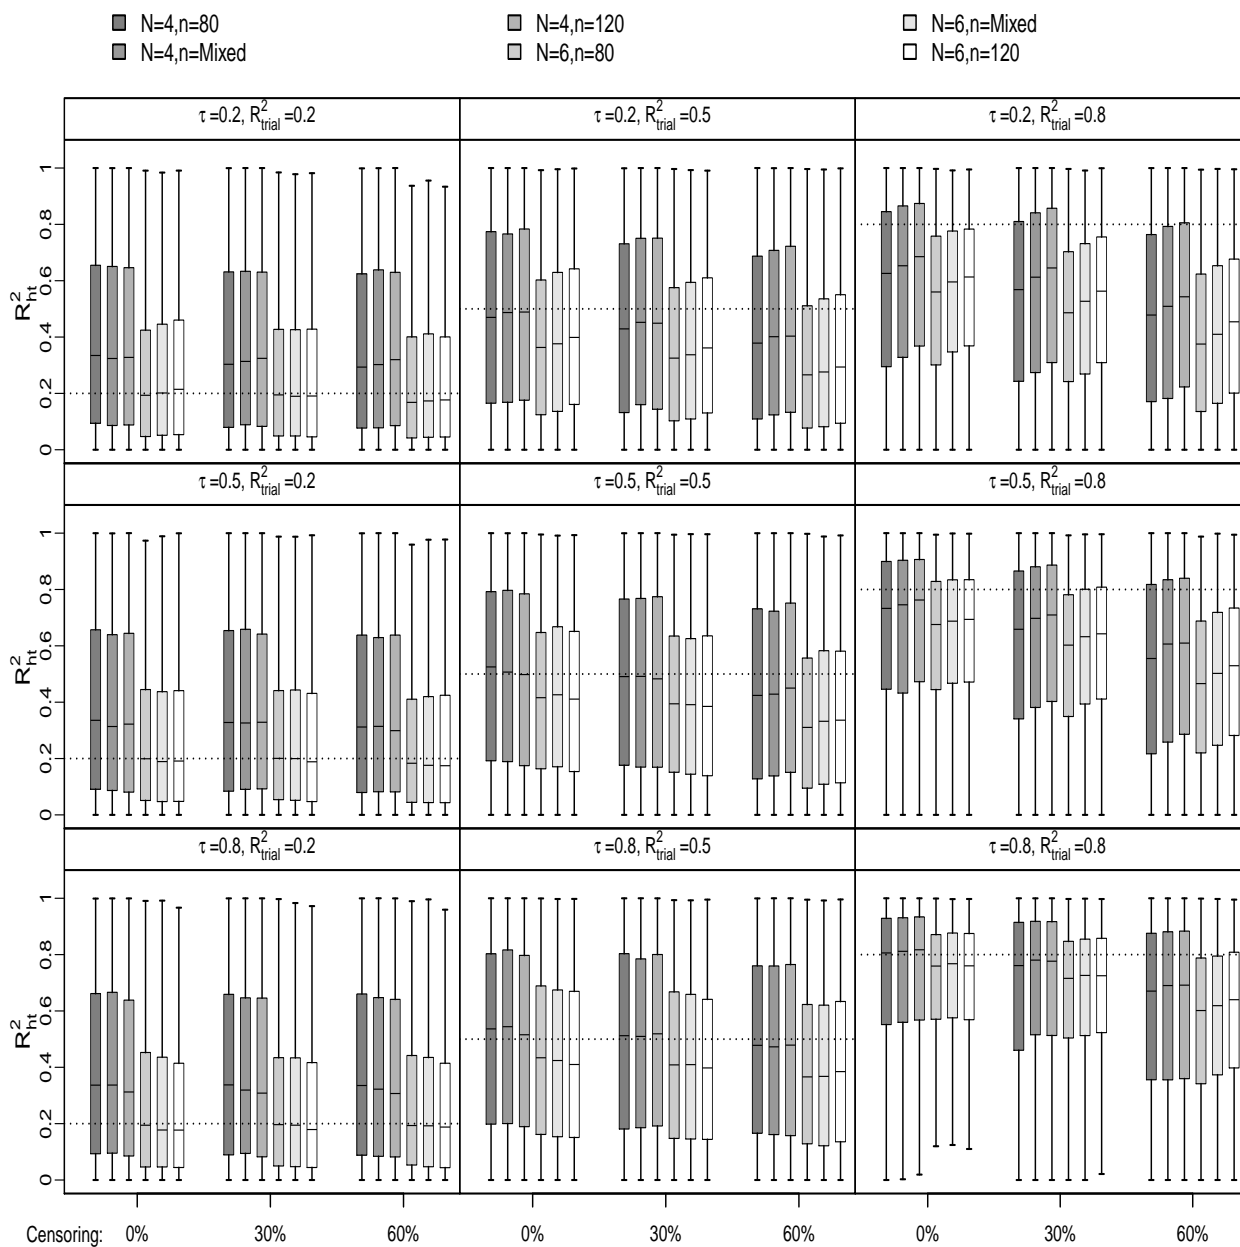 N=4,n=80 N=4,n=120 N=6,n=Mixed
N=4,n=Mixed N=6,n=80 N=6,n=120
τ=0.2, R²trial =0.2 τ=0.2, R²trial =0.5 τ=0.2, R²trial =0.8
R²ht
1
0.8
0.6
0.4
0.2
0
τ=0.5, R²trial =0.2 τ=0.5, R²trial =0.5 τ=0.5, R²trial =0.8
R²ht
1
0.8
0.6
0.4
0.2
0
τ=0.8, R²trial =0.2 τ=0.8, R²trial =0.5 τ=0.8, R²trial =0.8
R²ht
1
0.8
0.6
0.4
0.2
0
Censoring: 0% 30% 60% 0% 30% 60% 0% 30% 60%